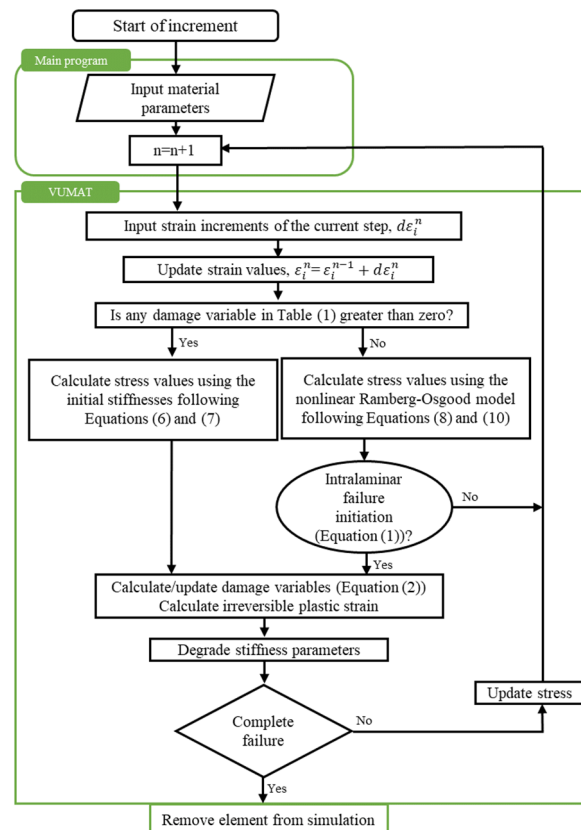 Start of increment
Main program
Input material
parameters
n=n+1
VUMAT
Input strain increments of the current step, dεᵢⁿ
Update strain values, εᵢⁿ=εᵢⁿ⁻¹ + dεᵢⁿ
Is any damage variable in Table (1) greater than zero?
Yes
No
Calculate stress values using the
initial stiffnesses following
Equations (6) and (7)
Calculate stress values using the
nonlinear Ramberg-Osgood model
following Equations (8) and (10)
Intralaminar
failure
initiation
(Equation (1))?
No
Yes
Calculate/update damage variables (Equation (2))
Calculate irreversible plastic strain
Degrade stiffness parameters
Complete
failure
No
Update stress
Yes
Remove element from simulation